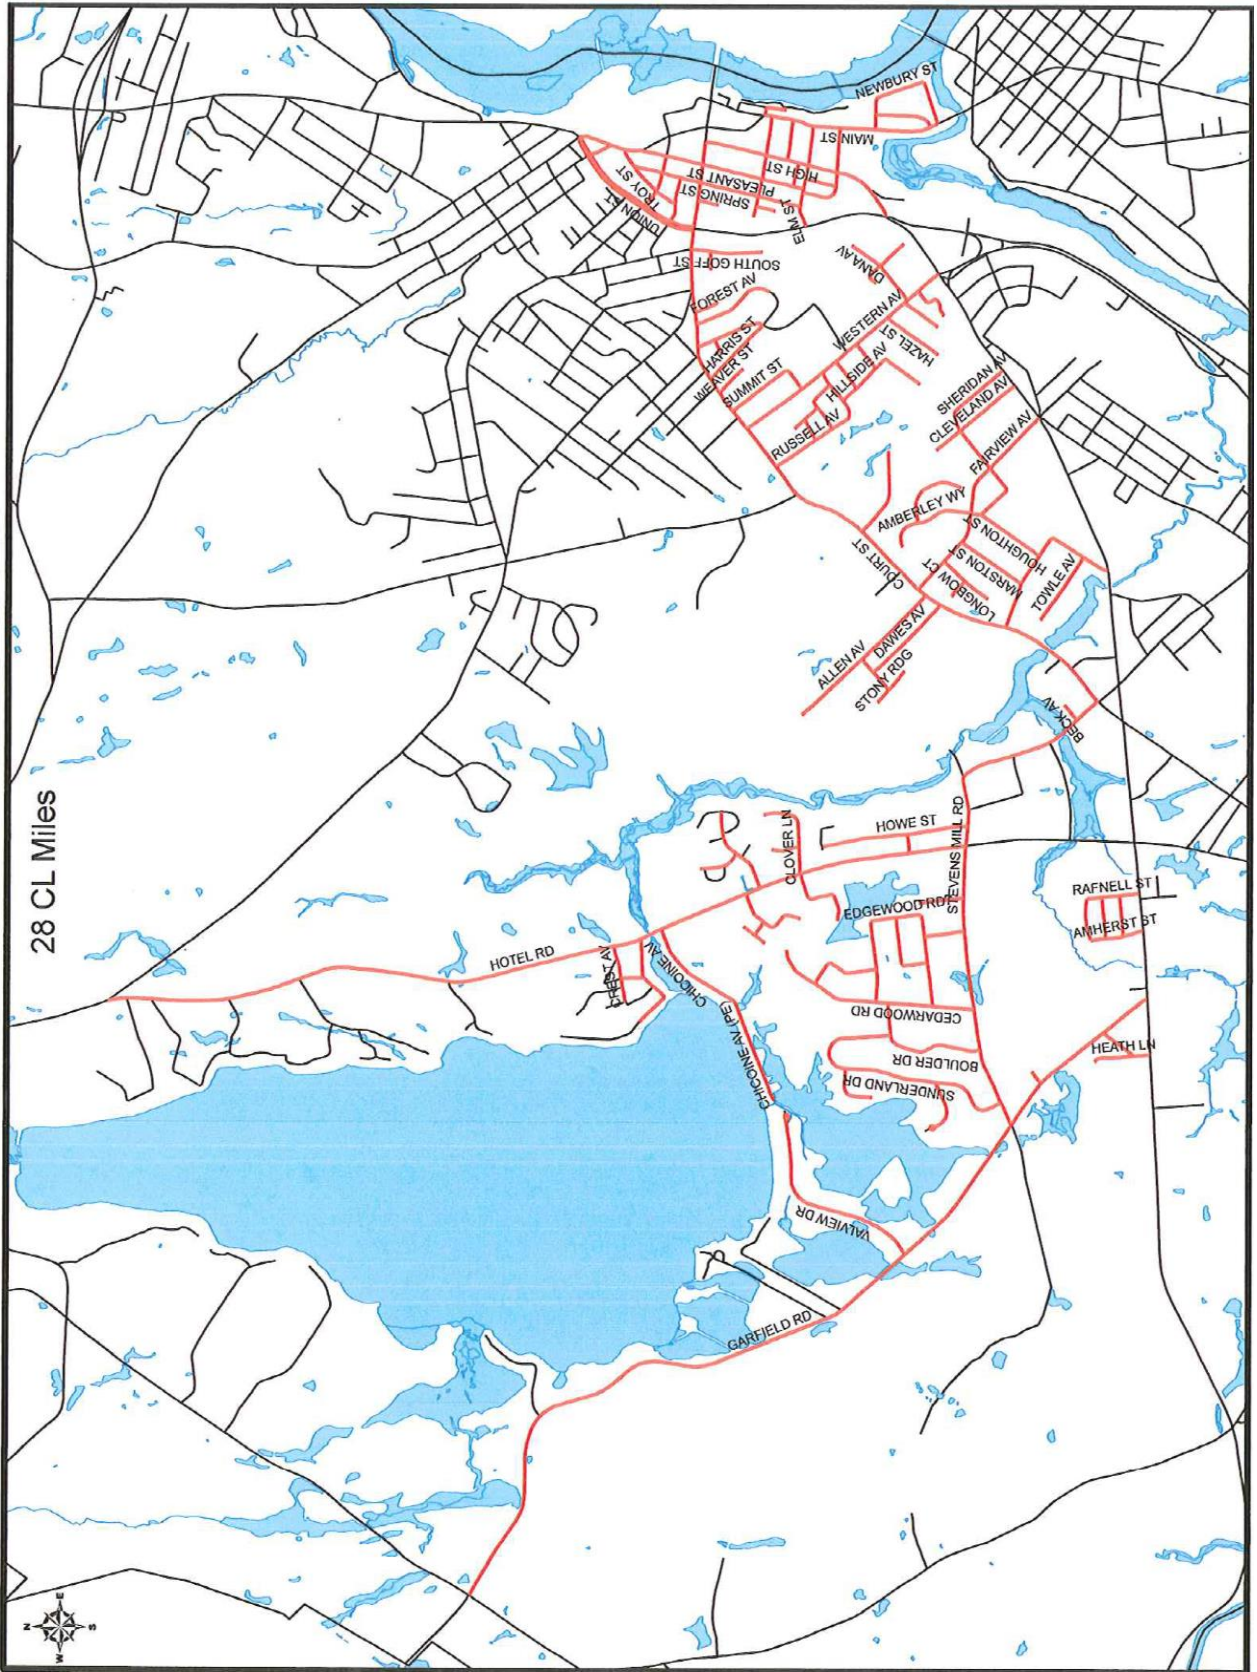 28 CL Miles
N
W
E
S
NEWBURY ST
MAIN ST
HIGH ST
PLEASANT ST
SPRING ST
TROY ST
UNION ST
ELM ST
SOUTH GOFF ST
FOREST AV
DANA AV
HARRIS ST
WEAVER ST
SUMMIT ST
WESTERN AV
HAZEL ST
HILLSIDE AV
RUSSELL AV
SHERIDAN AV
CLEVELAND AV
FAIRVIEW AV
AMBERLEY WY
COURT ST
HOUGHTON ST
MARSTON ST
LONGBOW CT
TOWLE AV
ALLEN AV
DAWES AV
STONY RDG
BECK AV
HOWE ST
STEVENS MILL RD
CLOVER LN
EDGEWOOD RD
RAFNELL ST
AMHERST ST
HOTEL RD
CREST AV
CHICOINE AV
CHICOINE AV (PE)
CEDARWOOD RD
BOULDER DR
SUNDERLAND DR
HEATH LN
VALVIEW DR
GARFIELD RD